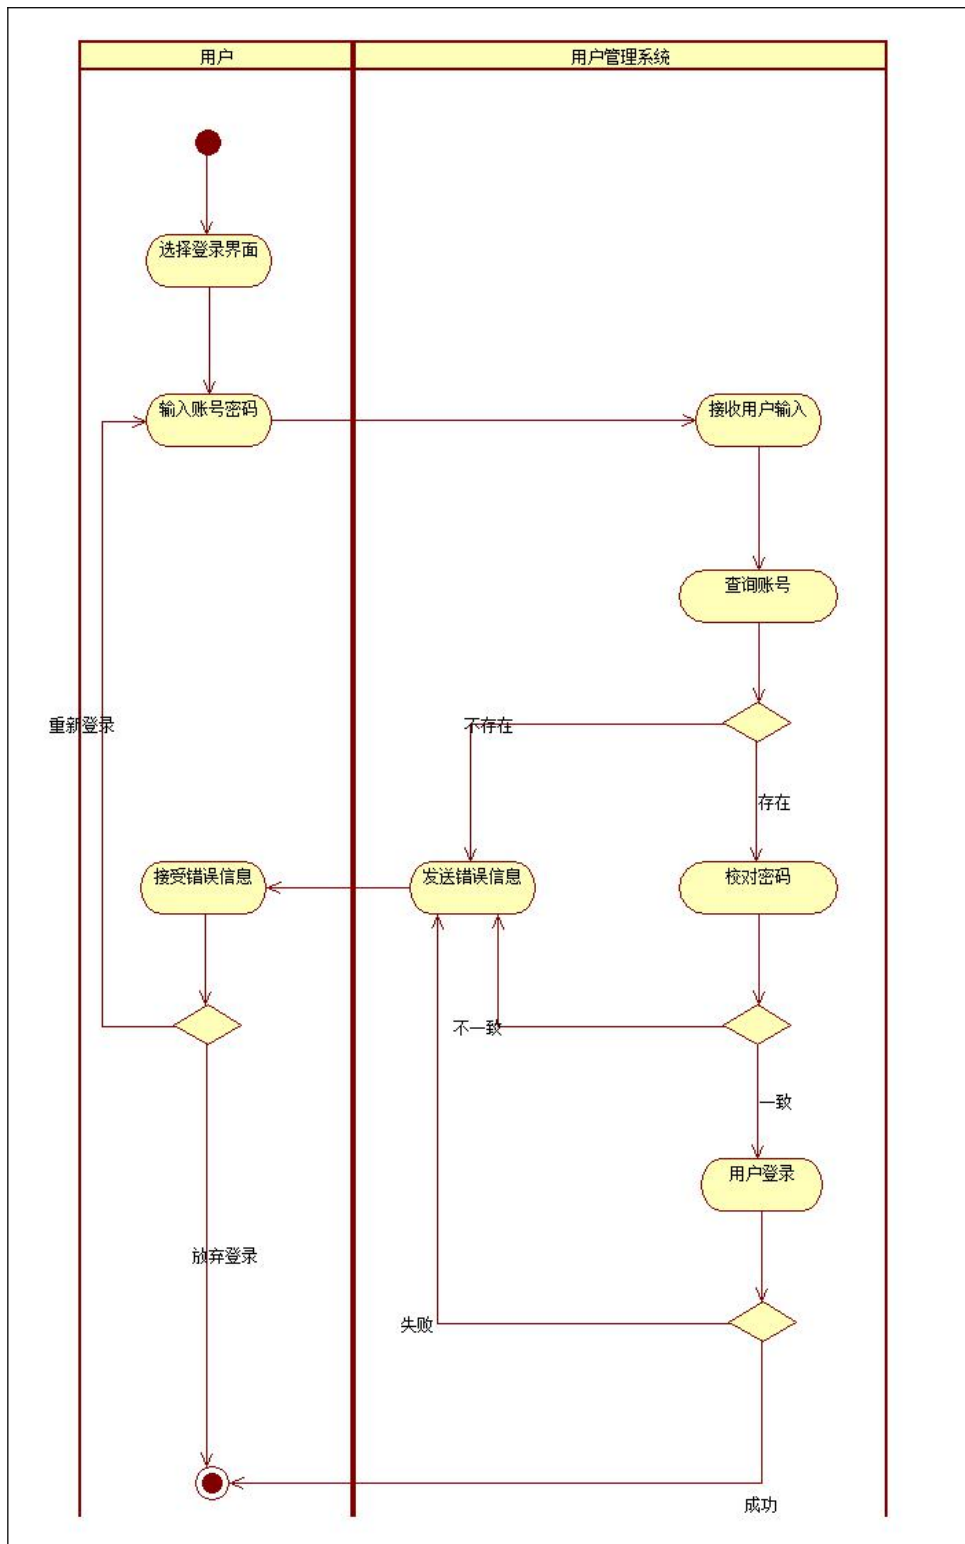 用户
用户管理系统
选择登录界面
输入账号密码
接收用户输入
查询账号
重新登录
不存在
存在
接受错误信息
发送错误信息
校对密码
不一致
一致
用户登录
放弃登录
失败
成功